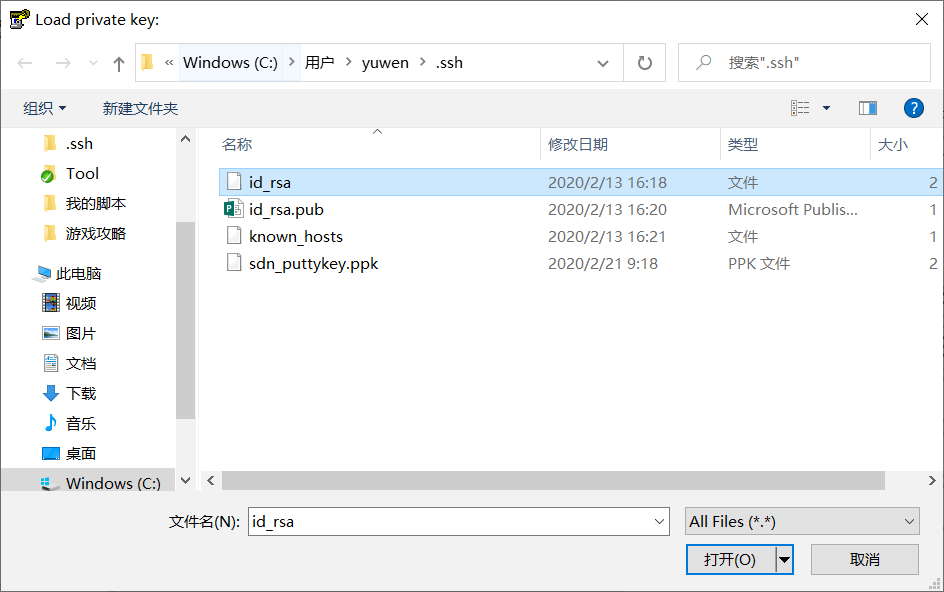 Load private key:
« Windows (C:) > 用户 > yuwen > .ssh
搜索".ssh"
组织
新建文件夹
?
.ssh
Tool
我的脚本
游戏攻略
此电脑
视频
图片
文档
下载
音乐
桌面
Windows (C:)
名称 修改日期 类型 大小
id_rsa 2020/2/13 16:18 文件 2
id_rsa.pub 2020/2/13 16:20 Microsoft Publis... 1
known_hosts 2020/2/13 16:21 文件 1
sdn_puttykey.ppk 2020/2/21 9:18 PPK 文件 2
文件名(N): id_rsa All Files (*.*)
打开(O) 取消